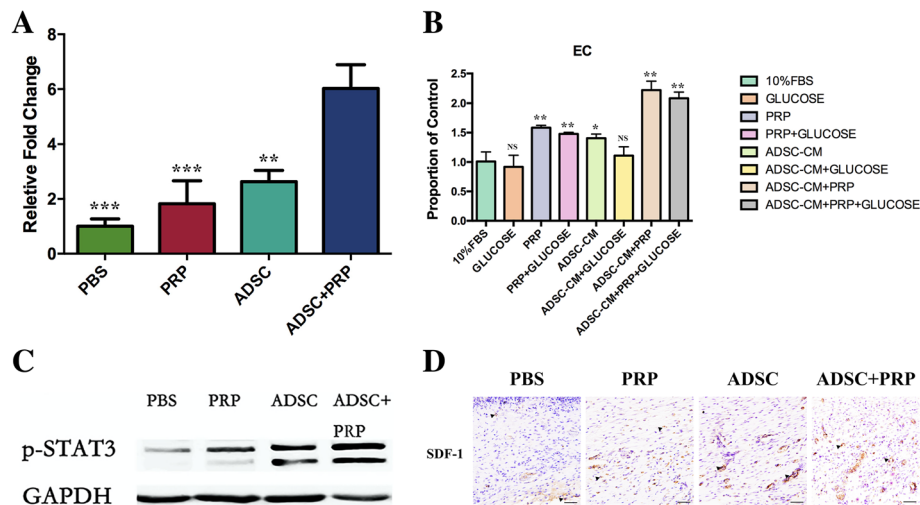 A
Reletive Fold Change
8
6
4
2
0
***
***
**
PBS
PRP
ADSC
ADSC+PRP
B
EC
Proportion of Control
2.5
2.0
1.5
1.0
0.5
0.0
NS
**
**
*
NS
**
**
10%FBS
GLUCOSE
PRP
PRP+GLUCOSE
ADSC-CM
ADSC-CM+GLUCOSE
ADSC-CM+PRP
ADSC-CM+PRP+GLUCOSE
10%FBS
GLUCOSE
PRP
PRP+GLUCOSE
ADSC-CM
ADSC-CM+GLUCOSE
ADSC-CM+PRP
ADSC-CM+PRP+GLUCOSE
C
PBS PRP ADSC ADSC+
PRP
p-STAT3
GAPDH
D
PBS PRP ADSC ADSC+PRP
SDF-1